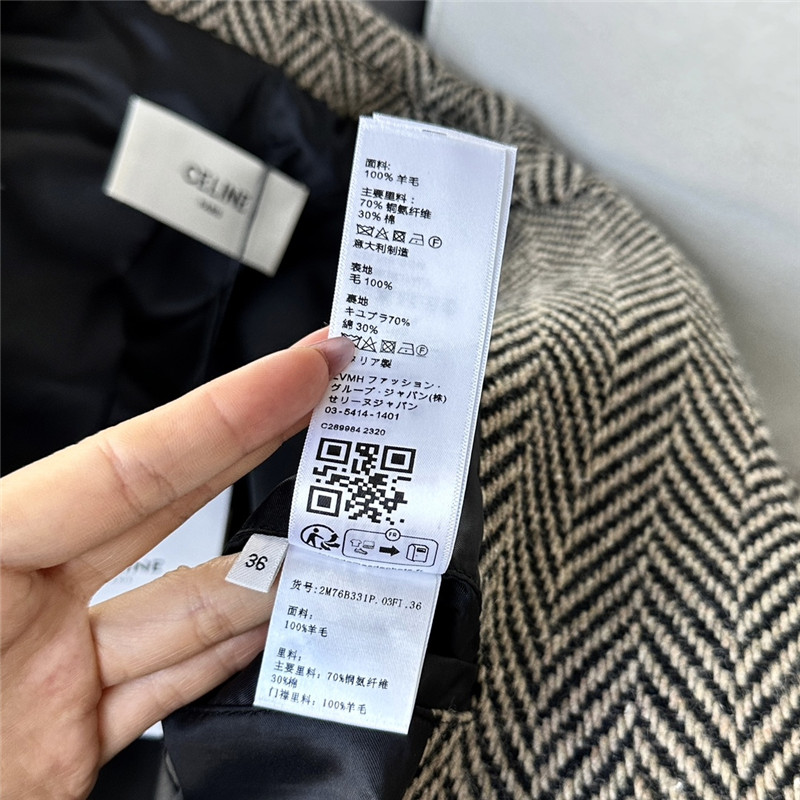 CELINE
面料:
100% 羊毛
主要里料:
70% 铜氨纤维
30% 棉
意大利制造
表地
毛 100%
裏地
キユプラ70%
綿 30%
リア製
LVMH ファッション・
グループ・ジャパン(株)
セリーヌジャパン
03-5414-1401
C289984 2320
FR
36
货号:2M76B331P.03FI.36
面料:
100%羊毛
里料:
主要里料: 70%铜氨纤维
30%棉
门襟里料: 100%羊毛